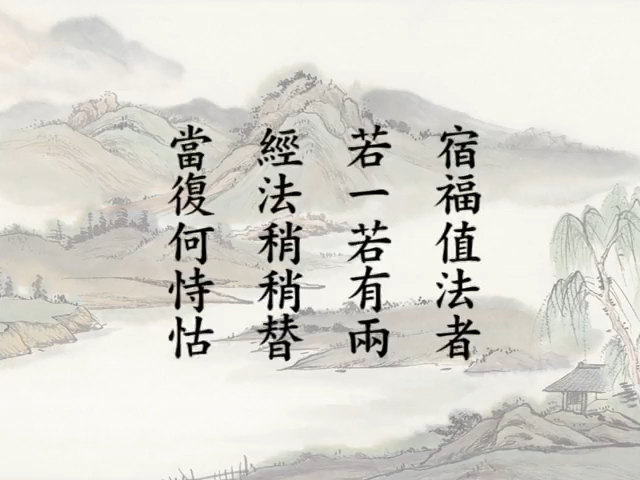 宿福值法者
若一若有兩
經法稍稍替
當復何恃怙